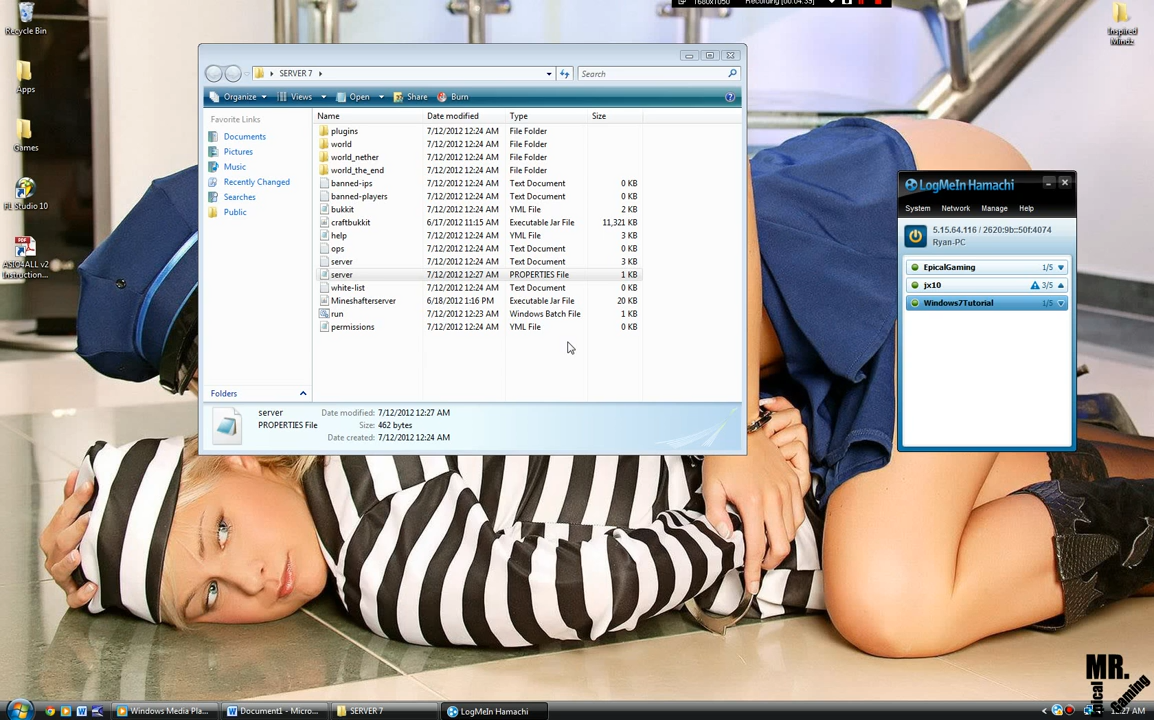 1680x1050 Recording [00:04:39]
Recycle Bin
Apps
Games
FL Studio 10
ASIO4ALL v2
Instruction...
Inspired
Mindz
SERVER 7
Search
Organize Views Open Share Burn
Favorite Links
Documents
Pictures
Music
Recently Changed
Searches
Public
Folders
Name Date modified Type Size
plugins 7/12/2012 12:24 AM File Folder
world 7/12/2012 12:24 AM File Folder
world_nether 7/12/2012 12:24 AM File Folder
world_the_end 7/12/2012 12:24 AM File Folder
banned-ips 7/12/2012 12:24 AM Text Document 0 KB
banned-players 7/12/2012 12:24 AM Text Document 0 KB
bukkit 7/12/2012 12:24 AM YML File 2 KB
craftbukkit 6/17/2012 11:15 AM Executable Jar File 11,321 KB
help 7/12/2012 12:24 AM YML File 3 KB
ops 7/12/2012 12:24 AM Text Document 0 KB
server 7/12/2012 12:24 AM Text Document 3 KB
server 7/12/2012 12:27 AM PROPERTIES File 1 KB
white-list 7/12/2012 12:24 AM Text Document 0 KB
Mineshafterserver 6/18/2012 1:16 PM Executable Jar File 20 KB
run 7/12/2012 12:23 AM Windows Batch File 1 KB
permissions 7/12/2012 12:24 AM YML File 0 KB
server Date modified: 7/12/2012 12:27 AM
PROPERTIES File Size: 462 bytes
Date created: 7/12/2012 12:24 AM
LogMeIn Hamachi
System Network Manage Help
5.15.64.116 / 2620:9b::50f:4074
Ryan-PC
EpicalGaming 1/5
jx10 3/5
Windows7Tutorial 1/5
MR.
Epical
Gaming
Windows Media Pla... Document1 - Micro... SERVER 7 LogMeIn Hamachi
:27 AM